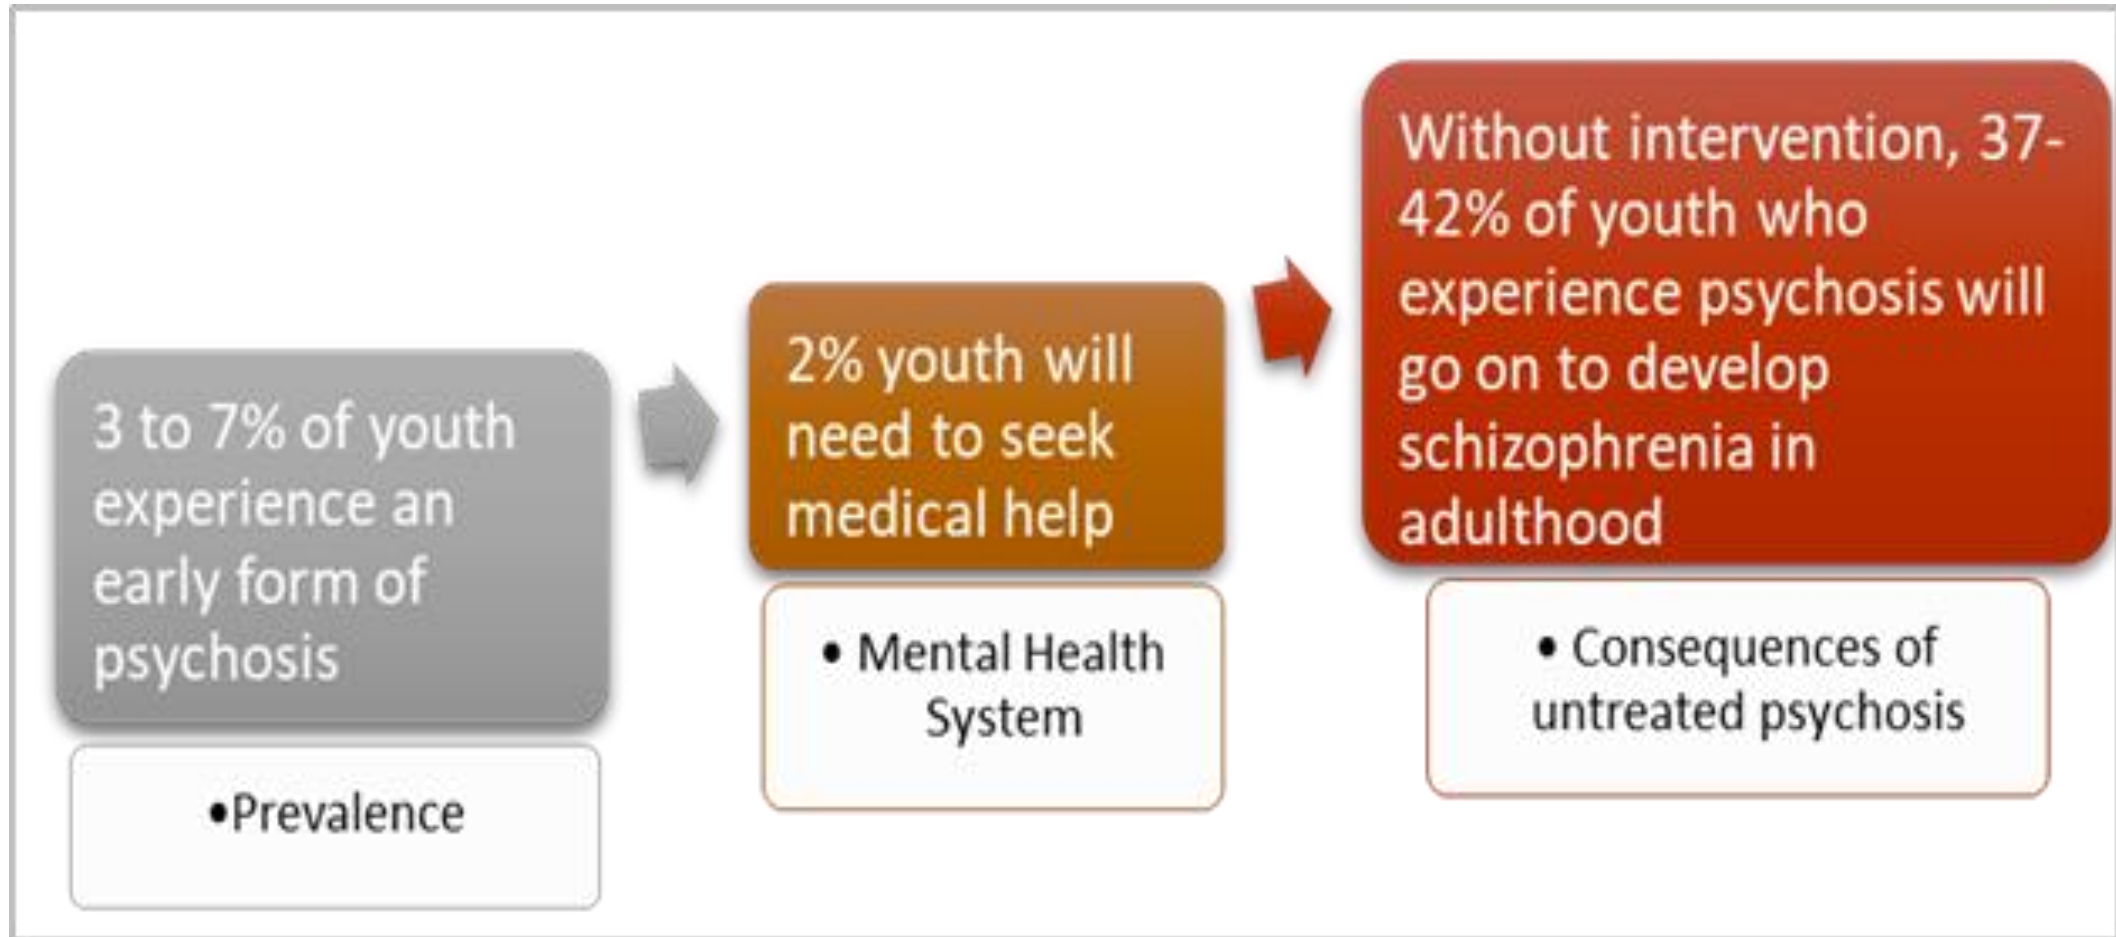 3 to 7% of youth
experience an
early form of
psychosis
•Prevalence
2% youth will
need to seek
medical help
• Mental Health
System
Without intervention, 37-
42% of youth who
experience psychosis will
go on to develop
schizophrenia in
adulthood
• Consequences of
untreated psychosis